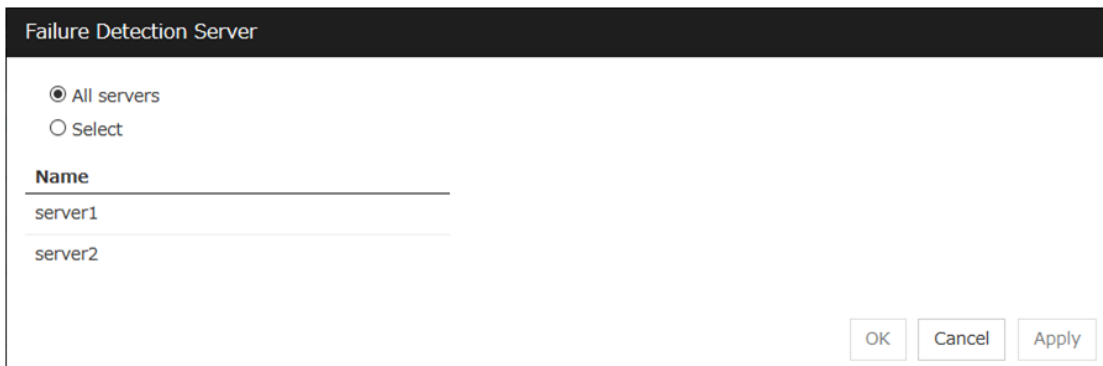 Failure Detection Server
All servers
Select
Name
server1
server2
OK Cancel Apply